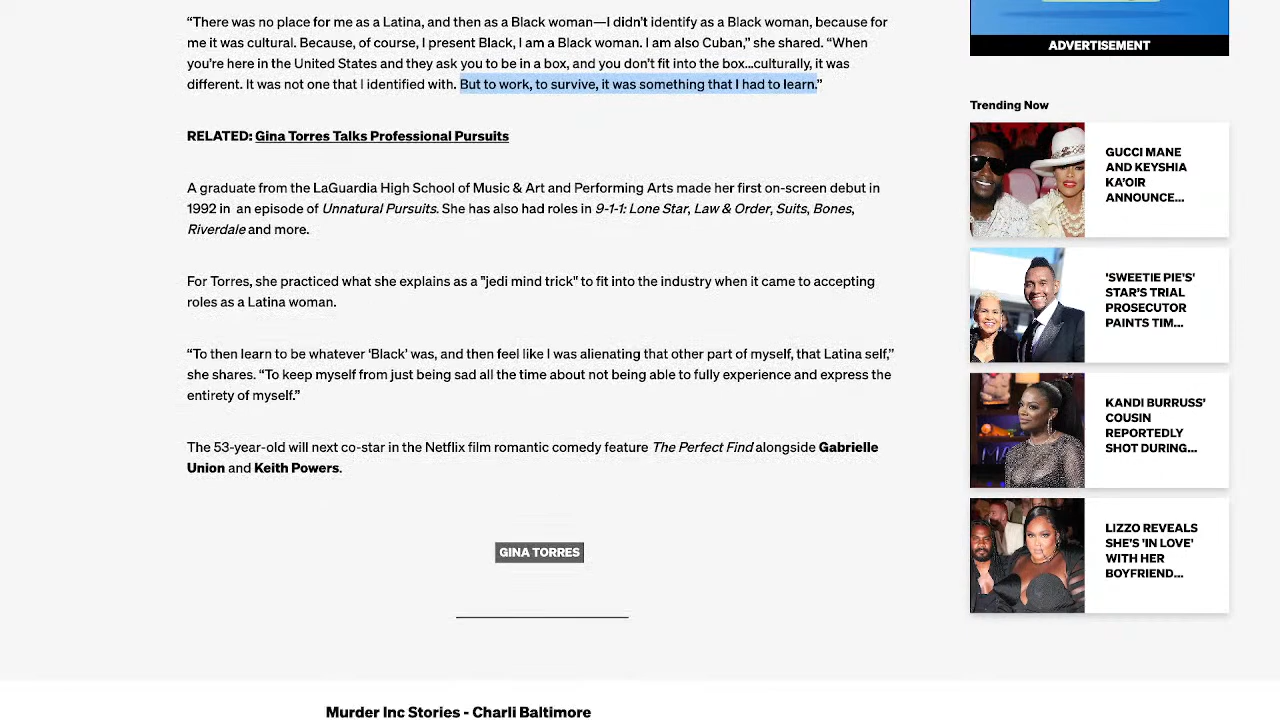 “There was no place for me as a Latina, and then as a Black woman—I didn’t identify as a Black woman, because for
me it was cultural. Because, of course, I present Black, I am a Black woman. I am also Cuban,” she shared. “When
you’re here in the United States and they ask you to be in a box, and you don’t fit into the box...culturally, it was
different. It was not one that I identified with. But to work, to survive, it was something that I had to learn.”
RELATED: Gina Torres Talks Professional Pursuits
A graduate from the LaGuardia High School of Music & Art and Performing Arts made her first on-screen debut in
1992 in an episode of Unnatural Pursuits. She has also had roles in 9-1-1: Lone Star, Law & Order, Suits, Bones,
Riverdale and more.
For Torres, she practiced what she explains as a "jedi mind trick" to fit into the industry when it came to accepting
roles as a Latina woman.
“To then learn to be whatever ‘Black’ was, and then feel like I was alienating that other part of myself, that Latina self,”
she shares. “To keep myself from just being sad all the time about not being able to fully experience and express the
entirety of myself.”
The 53-year-old will next co-star in the Netflix film romantic comedy feature The Perfect Find alongside Gabrielle
Union and Keith Powers.
GINA TORRES
Murder Inc Stories - Charli Baltimore
ADVERTISEMENT
Trending Now
GUCCI MANE
AND KEYSHIA
KA’OIR
ANNOUNCE...
'SWEETIE PIE'S'
STAR’S TRIAL
PROSECUTOR
PAINTS TIM...
KANDI BURRUSS’
COUSIN
REPORTEDLY
SHOT DURING...
LIZZO REVEALS
SHE’S 'IN LOVE'
WITH HER
BOYFRIEND...